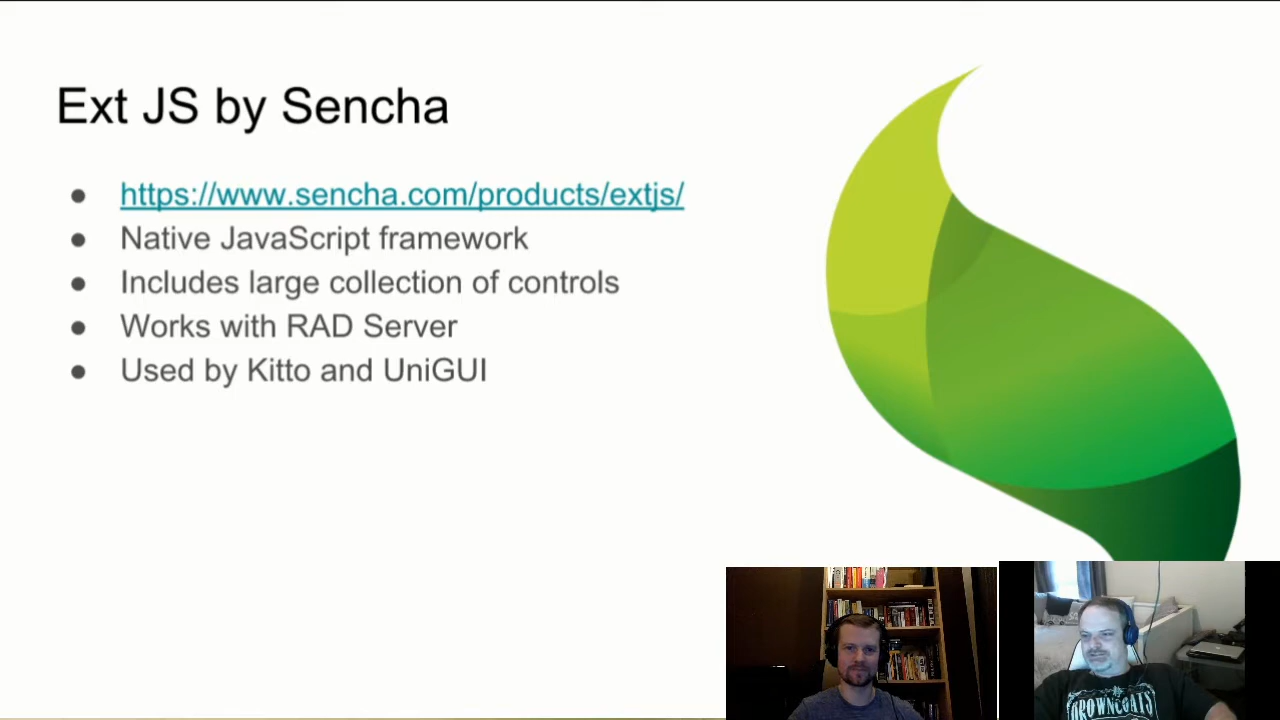 Ext JS by Sencha
https://www.sencha.com/products/extjs/
Native JavaScript framework
Includes large collection of controls
Works with RAD Server
Used by Kitto and UniGUI
BROWNCOATS